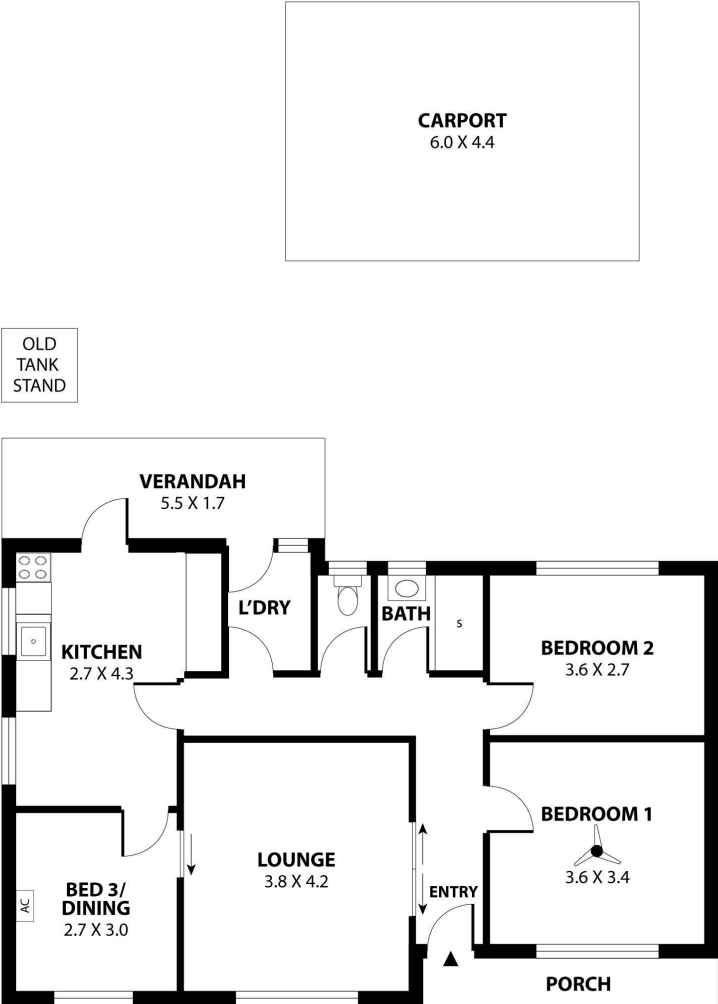 CARPORT
6.0 X 4.4
OLD
TANK
STAND
VERANDAH
5.5 X 1.7
L'DRY
BATH
S
KITCHEN
2.7 X 4.3
BEDROOM 2
3.6 X 2.7
BEDROOM 1
3.6 X 3.4
LOUNGE
3.8 X 4.2
ENTRY
BED 3/
DINING
2.7 X 3.0
AC
PORCH